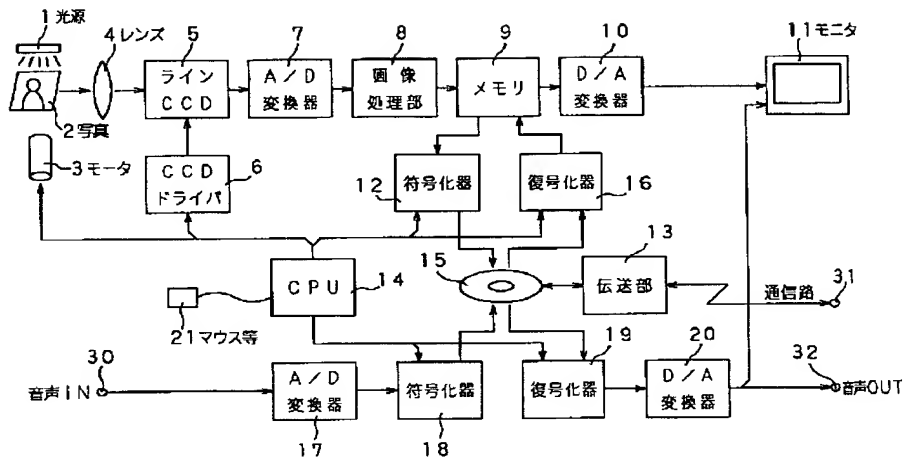 1光源
4レンズ
5
7
8
9
10
11モニタ
ライン
CCD
A/D
変換器
画像
処理部
メモリ
D/A
変換器
2写真
3モータ
CCD
ドライバ
6
12
符号化器
復号化器
16
CPU
14
15
13
伝送部
通信路
31
21マウス等
30
音声IN
A/D
変換器
17
符号化器
18
19
復号化器
20
D/A
変換器
32
音声OUT